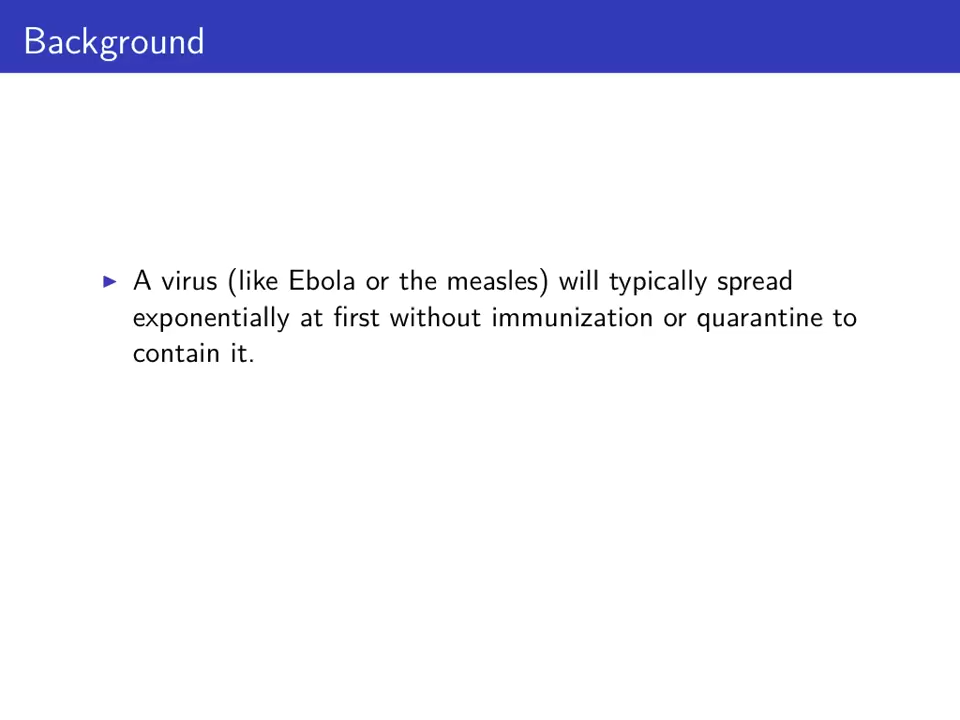 Background
A virus (like Ebola or the measles) will typically spread
exponentially at first without immunization or quarantine to
contain it.